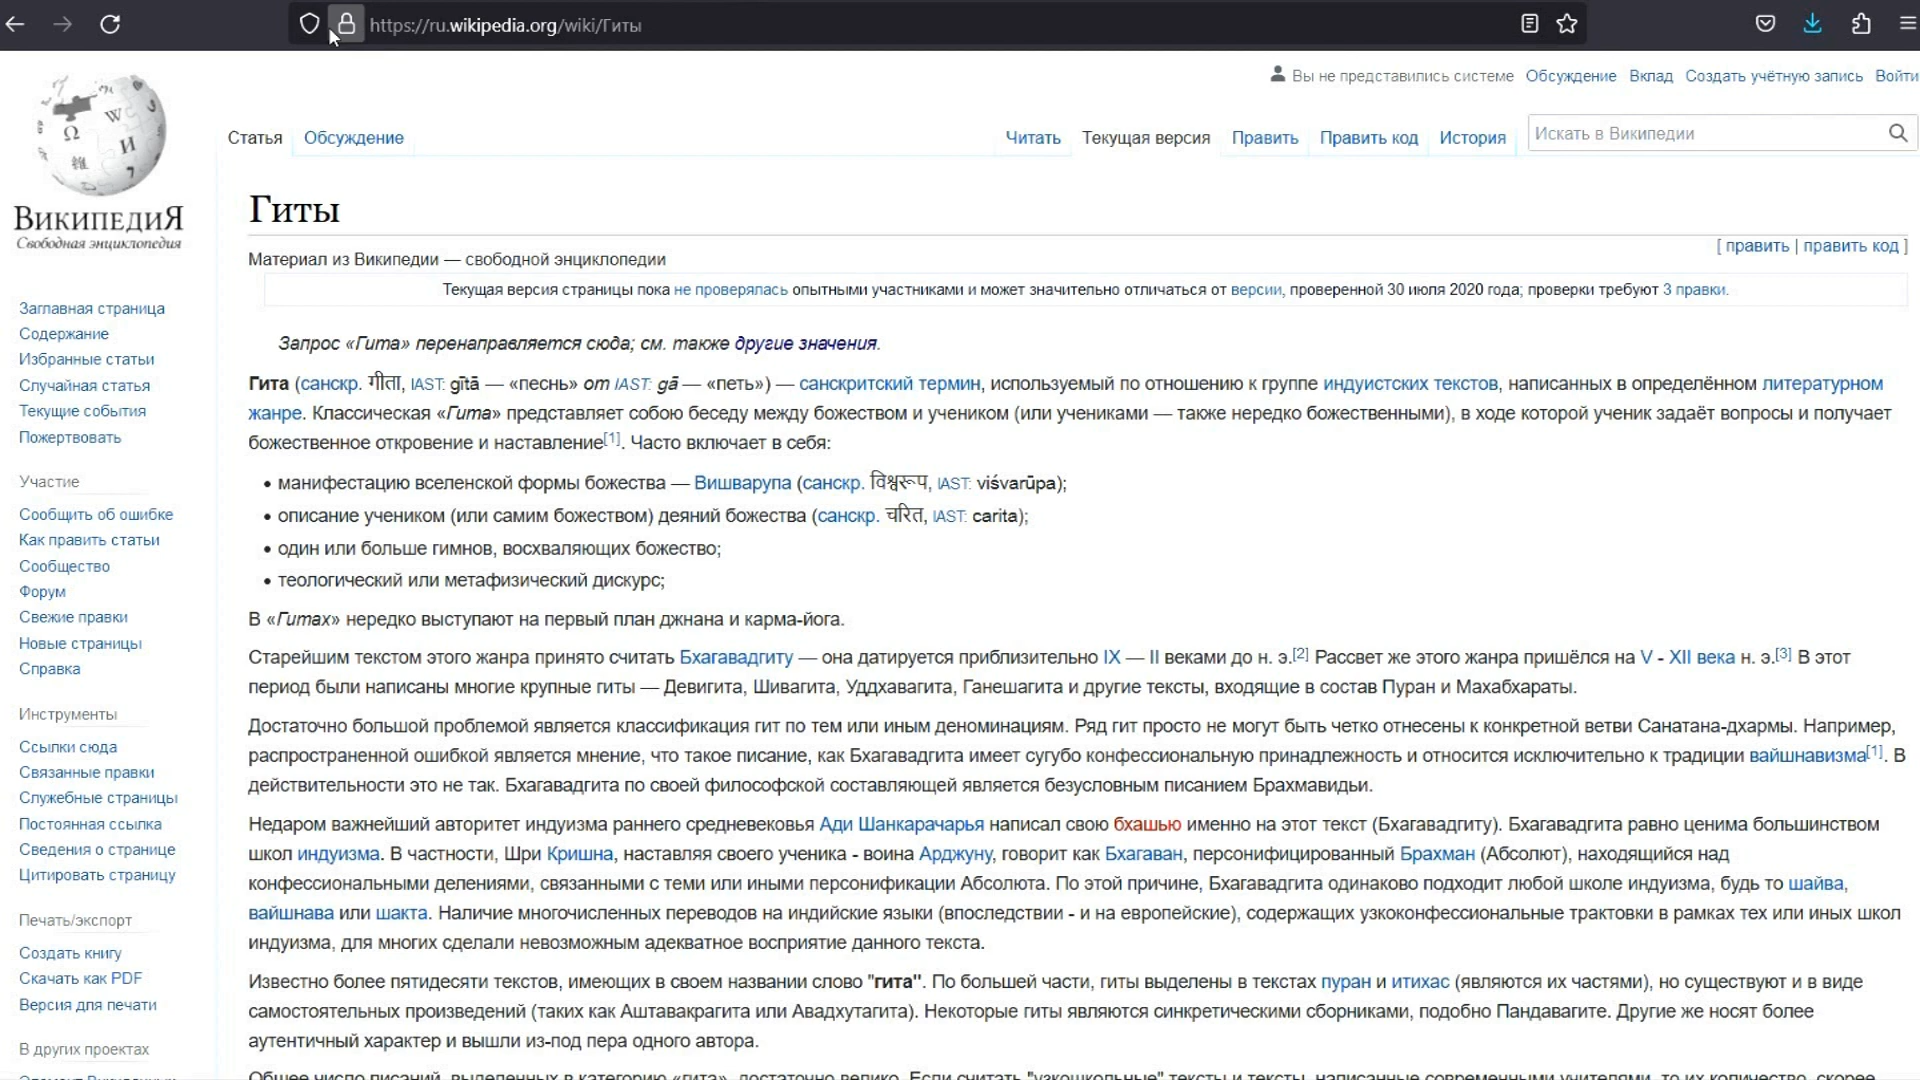 https://ru.wikipedia.org/wiki/Гиты
Вы не представились системе Обсуждение Вклад Создать учётную запись Войти
Статья Обсуждение Читать Текущая версия Править Править код История Искать в Википедии
ВикипедиЯ
Свободная энциклопедия
Гиты
[ править | править код ]
Материал из Википедии — свободной энциклопедии
Текущая версия страницы пока не проверялась опытными участниками и может значительно отличаться от версии, проверенной 30 июля 2020 года; проверки требуют 3 правки.
Запрос «Гита» перенаправляется сюда; см. также другие значения.
Гита (санскр. गीता, IAST: gītā — «песнь» от IAST: gā — «петь») — санскритский термин, используемый по отношению к группе индуистских текстов, написанных в определённом литературном
жанре. Классическая «Гита» представляет собою беседу между божеством и учеником (или учениками — также нередко божественными), в ходе которой ученик задаёт вопросы и получает
божественное откровение и наставление[1]. Часто включает в себя:
• манифестацию вселенской формы божества — Вишварупа (санскр. विश्वरूप, IAST: viśvarūpa);
• описание учеником (или самим божеством) деяний божества (санскр. चरित, IAST: carita);
• один или больше гимнов, восхваляющих божество;
• теологический или метафизический дискурс;
В «Гитах» нередко выступают на первый план джнана и карма-йога.
Старейшим текстом этого жанра принято считать Бхагавадгиту — она датируется приблизительно IX — II веками до н. э.[2] Рассвет же этого жанра пришёлся на V - XII века н. э.[3] В этот
период были написаны многие крупные гиты — Девигита, Шивагита, Уддхавагита, Ганешагита и другие тексты, входящие в состав Пуран и Махабхараты.
Достаточно большой проблемой является классификация гит по тем или иным деноминациям. Ряд гит просто не могут быть четко отнесены к конкретной ветви Санатана-дхармы. Например,
распространенной ошибкой является мнение, что такое писание, как Бхагавадгита имеет сугубо конфессиональную принадлежность и относится исключительно к традиции вайшнавизма[1]. В
действительности это не так. Бхагавадгита по своей философской составляющей является безусловным писанием Брахмавидьи.
Недаром важнейший авторитет индуизма раннего средневековья Ади Шанкарачарья написал свою бхашью именно на этот текст (Бхагавадгиту). Бхагавадгита равно ценима большинством
школ индуизма. В частности, Шри Кришна, наставляя своего ученика - воина Арджуну, говорит как Бхагаван, персонифицированный Брахман (Абсолют), находящийся над
конфессиональными делениями, связанными с теми или иными персонификации Абсолюта. По этой причине, Бхагавадгита одинаково подходит любой школе индуизма, будь то шайва,
вайшнава или шакта. Наличие многочисленных переводов на индийские языки (впоследствии - и на европейские), содержащих узкоконфессиональные трактовки в рамках тех или иных школ
индуизма, для многих сделали невозможным адекватное восприятие данного текста.
Известно более пятидесяти текстов, имеющих в своем названии слово "гита". По большей части, гиты выделены в текстах пуран и итихас (являются их частями), но существуют и в виде
самостоятельных произведений (таких как Аштавакрагита или Авадхутагита). Некоторые гиты являются синкретическими сборниками, подобно Пандавагите. Другие же носят более
аутентичный характер и вышли из-под пера одного автора.
Общее число писаний, выделенных в категорию «гита», достаточно велико. Если считать "узкошкольные" тексты и тексты, написанные современными учителями, то их количество, скорее
Заглавная страница
Содержание
Избранные статьи
Случайная статья
Текущие события
Пожертвовать
Участие
Сообщить об ошибке
Как править статьи
Сообщество
Форум
Свежие правки
Новые страницы
Справка
Инструменты
Ссылки сюда
Связанные правки
Служебные страницы
Постоянная ссылка
Сведения о странице
Цитировать страницу
Печать/экспорт
Создать книгу
Скачать как PDF
Версия для печати
В других проектах